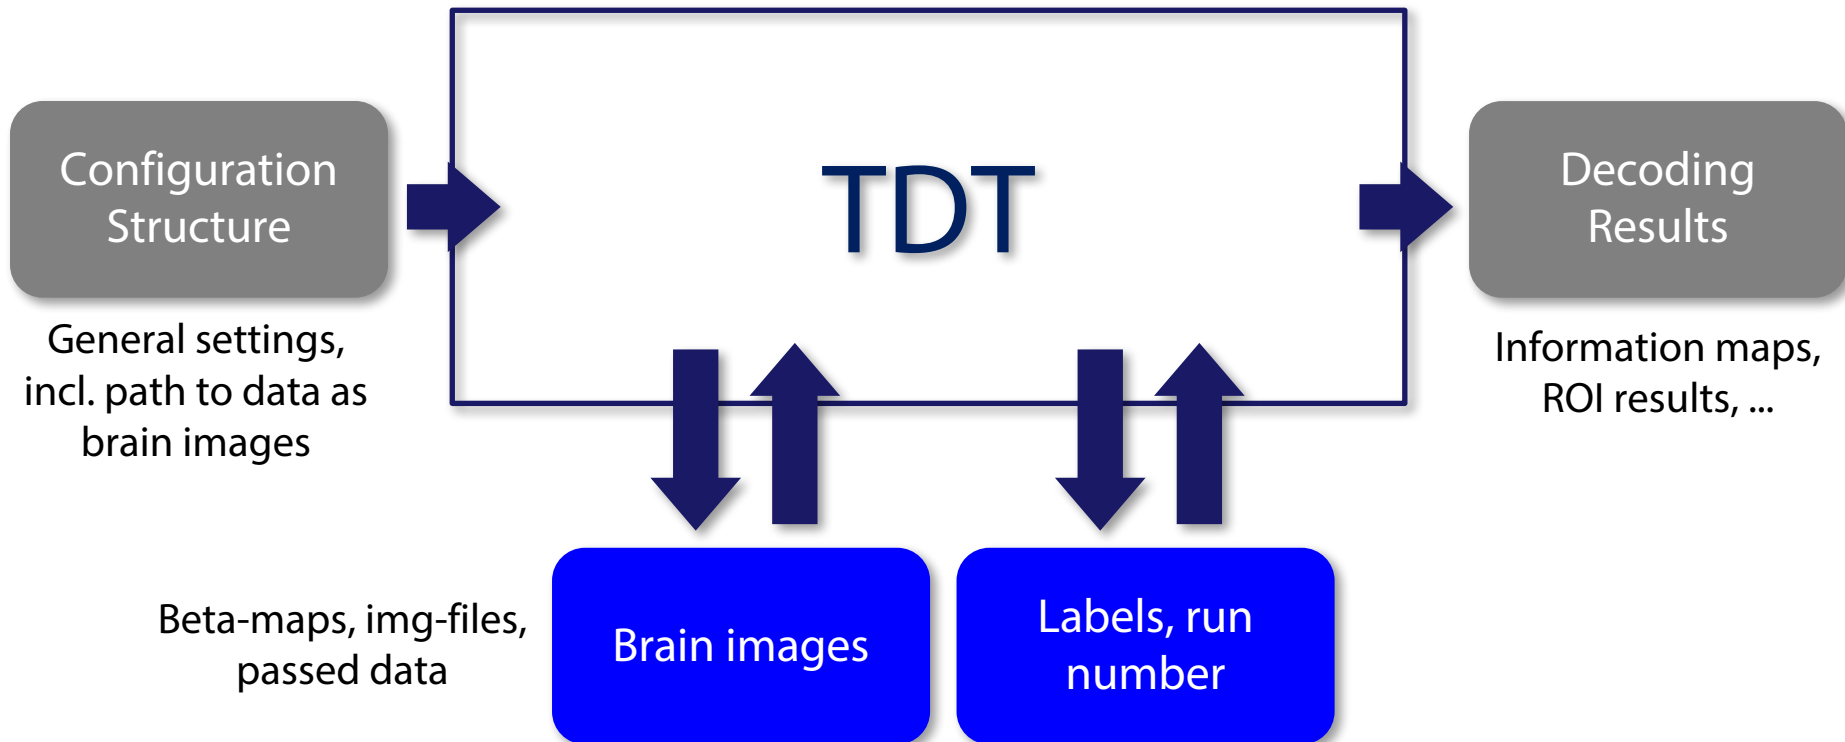 Configuration
Structure
General settings,
incl. path to data as
brain images
TDT
Decoding
Results
Information maps,
ROI results, ...
Beta-maps, img-files,
passed data
Brain images
Labels, run
number